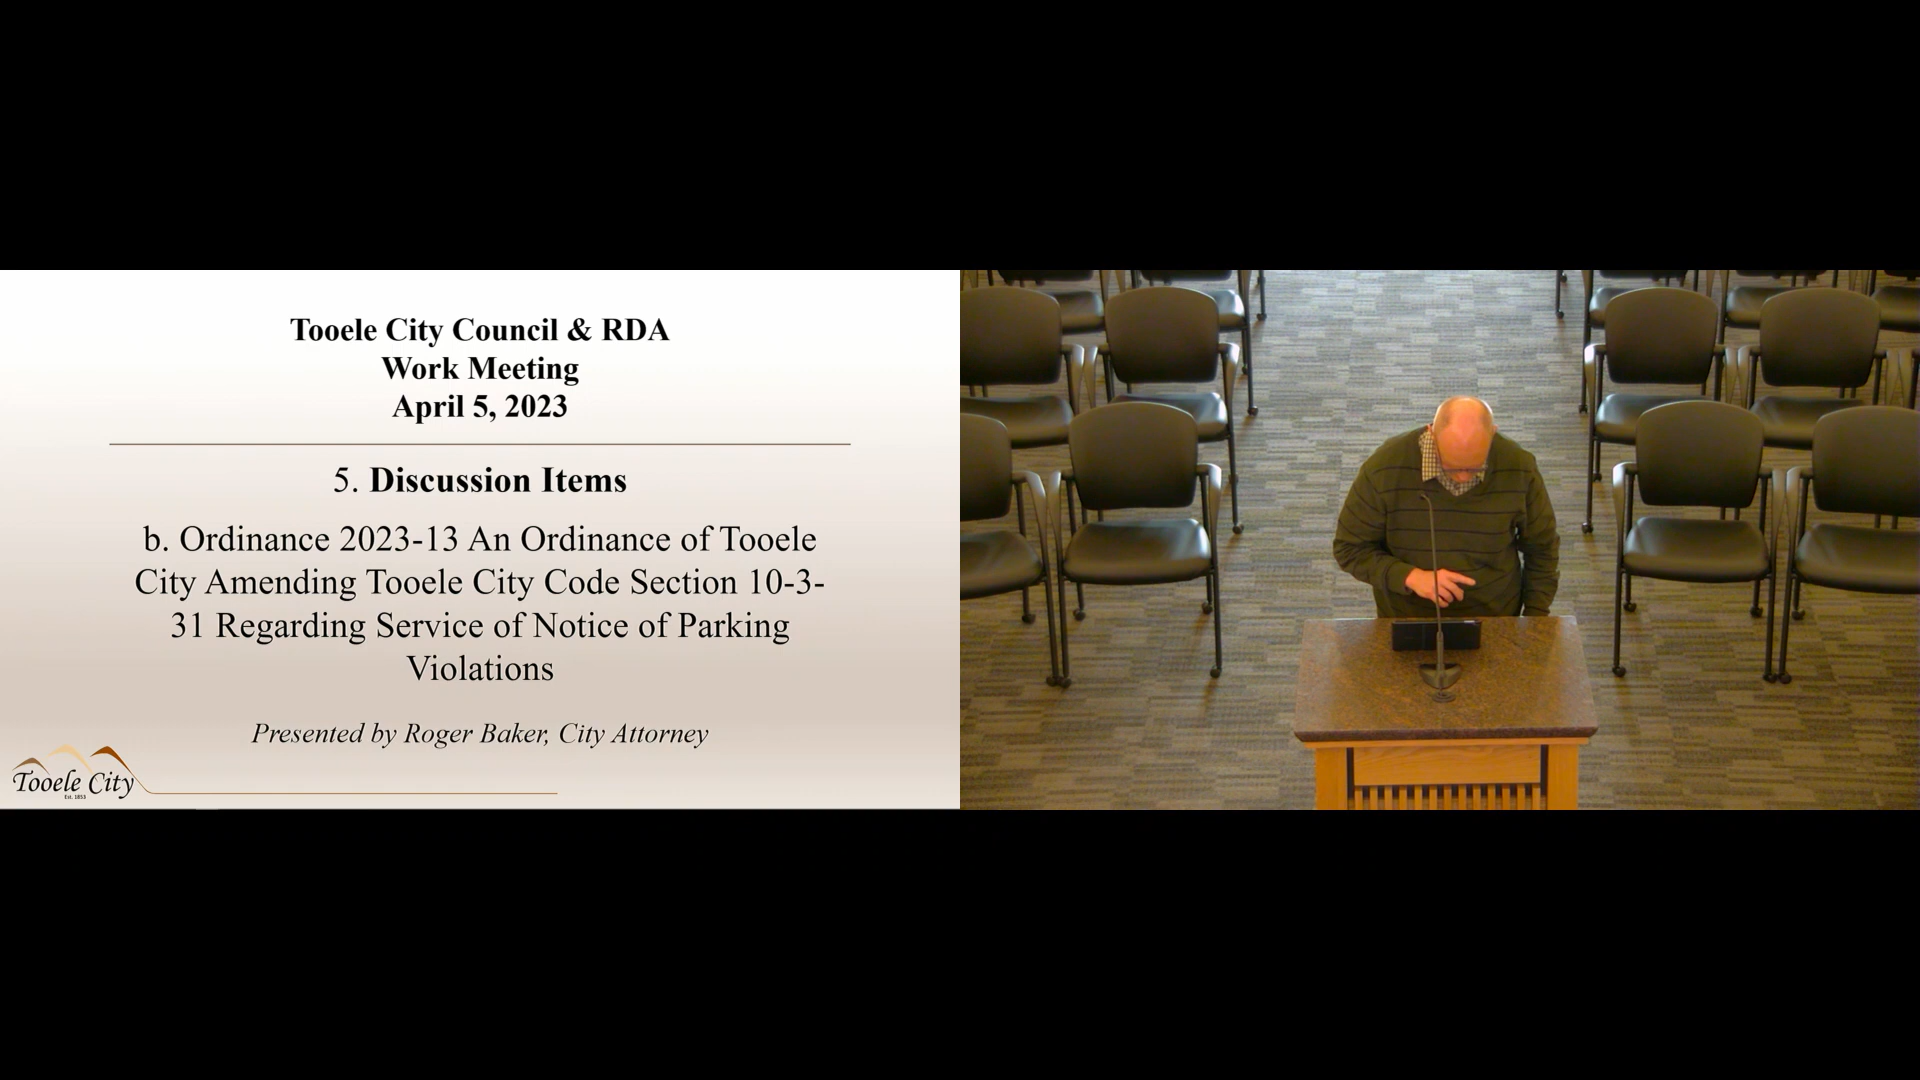 Tooele City Council & RDA
Work Meeting
April 5, 2023
5. Discussion Items
b. Ordinance 2023-13 An Ordinance of Tooele
City Amending Tooele City Code Section 10-3-
31 Regarding Service of Notice of Parking
Violations
Presented by Roger Baker, City Attorney
Tooele City
Est. 1853